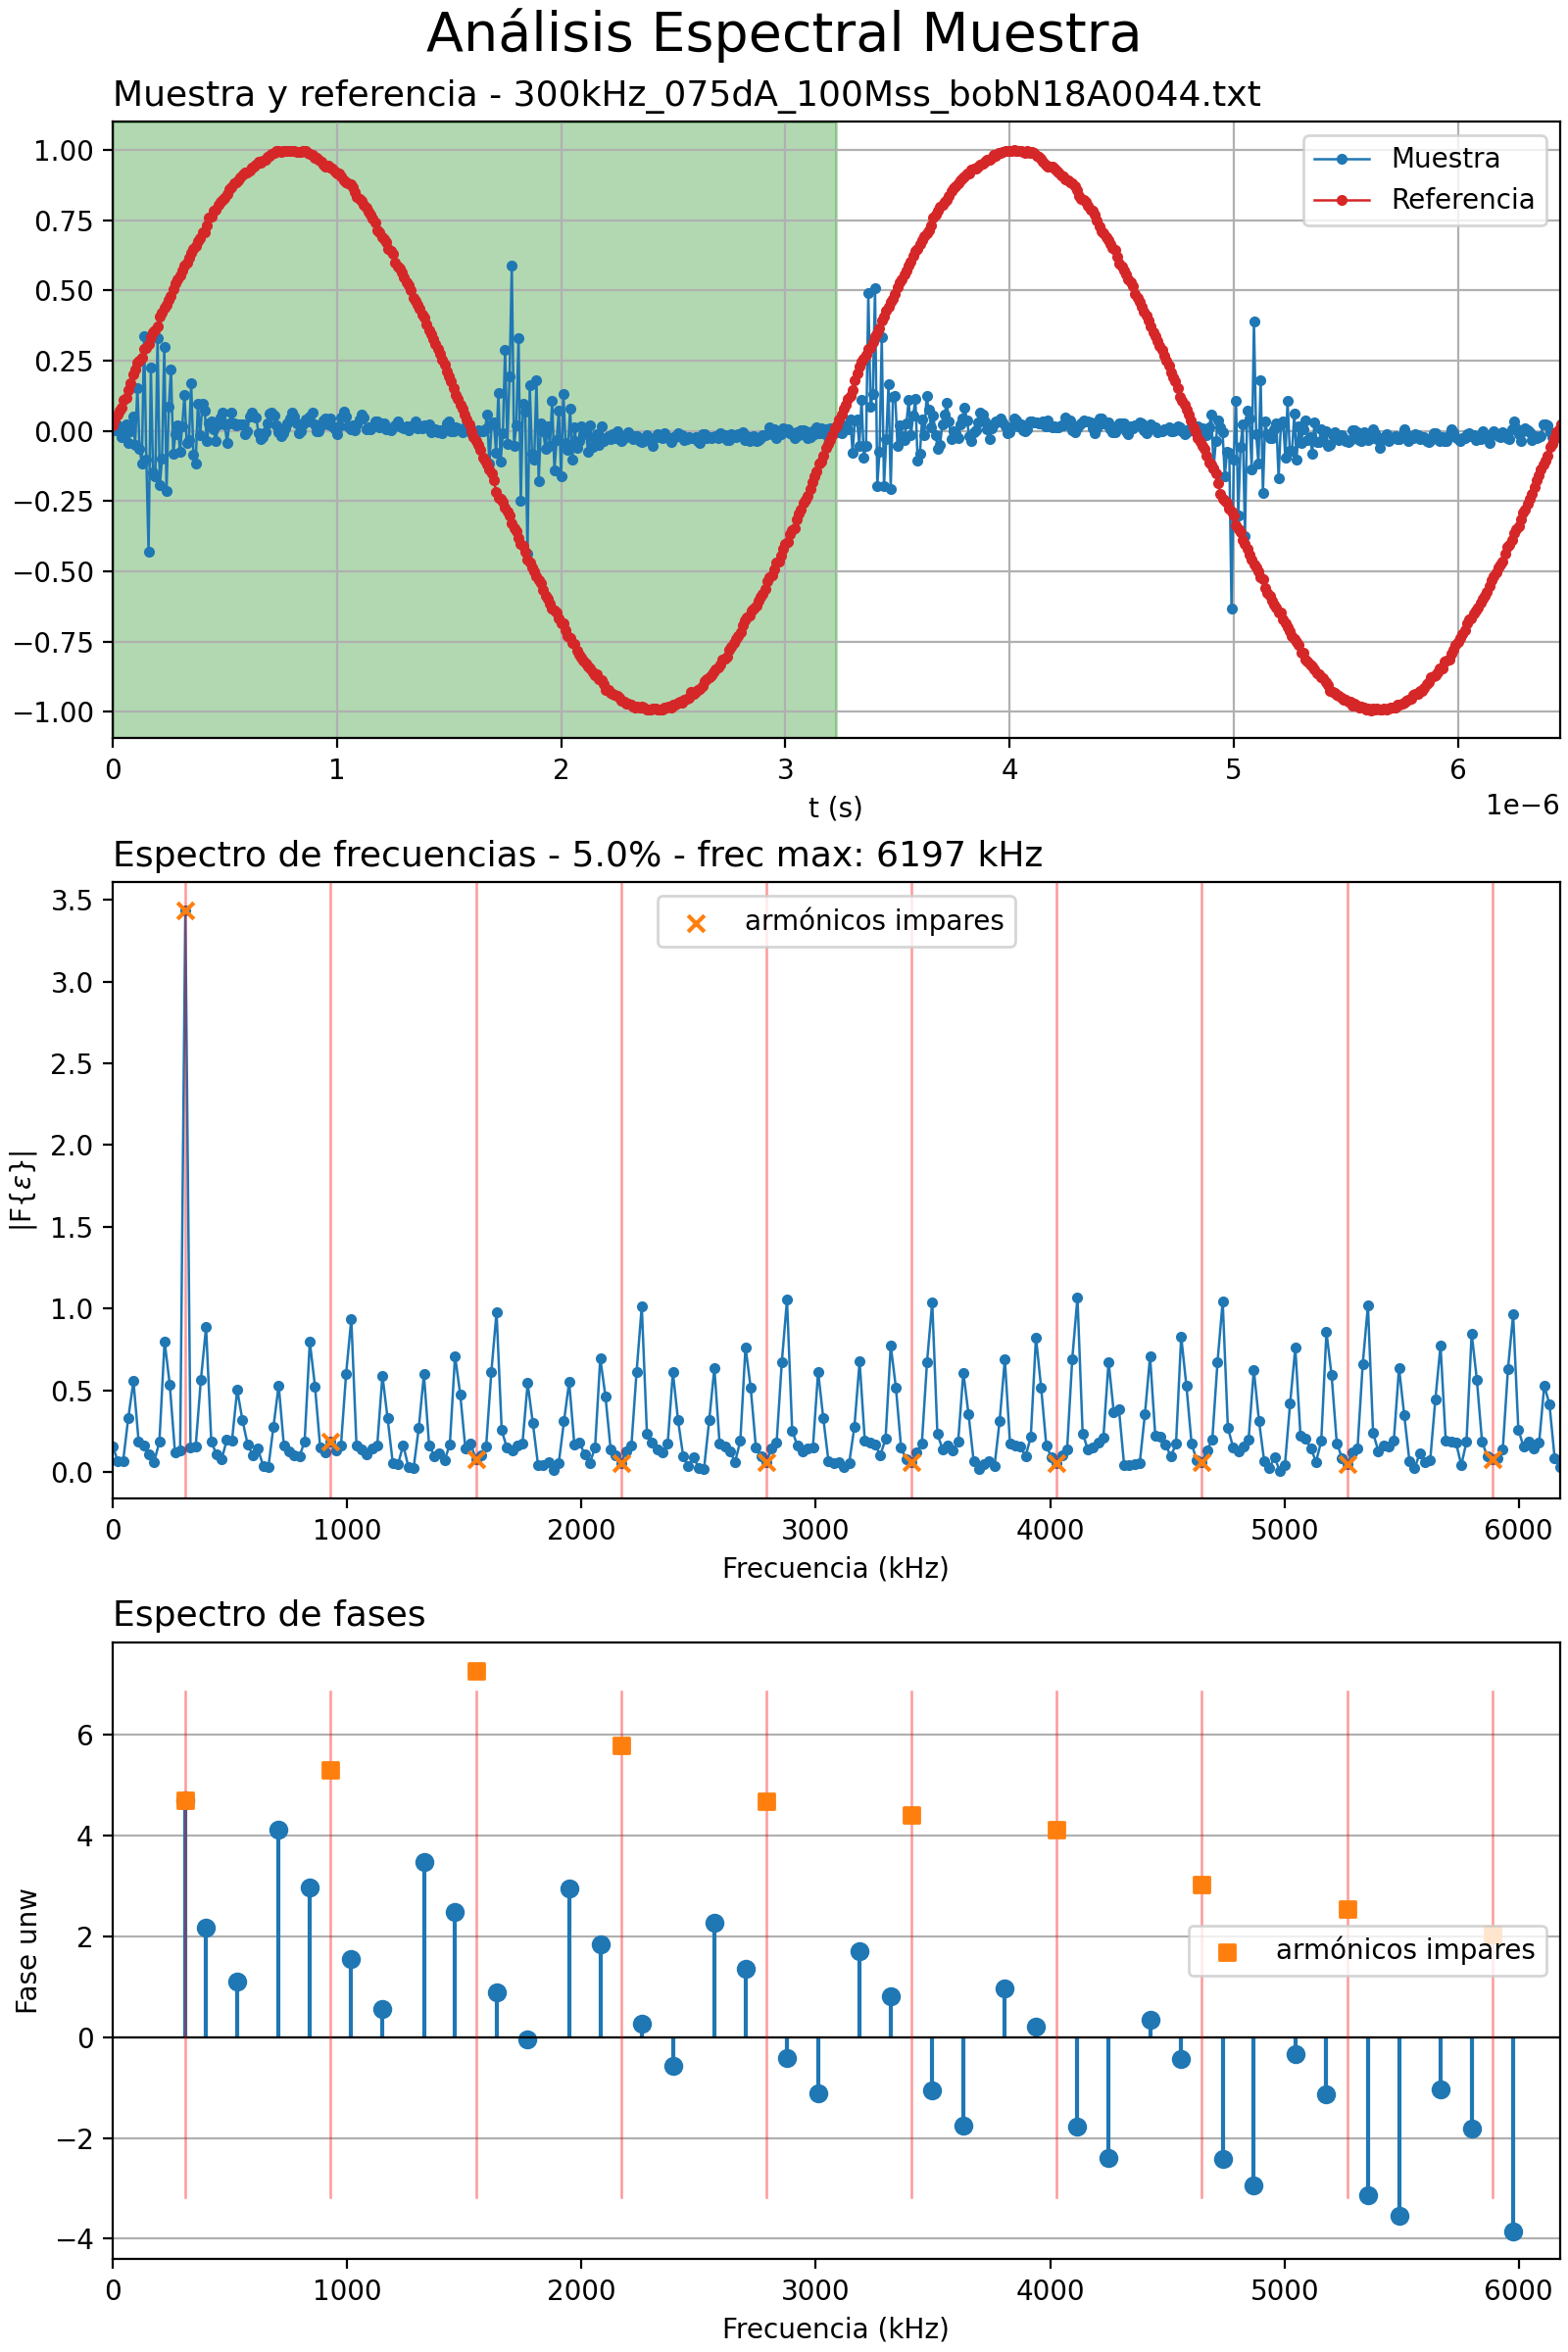 Análisis Espectral Muestra
Muestra y referencia - 300kHz_075dA_100Mss_bobN18A0044.txt
1.00
0.75
0.50
0.25
0.00
−0.25
−0.50
−0.75
−1.00
Muestra
Referencia
0 1 2 3 4 5 6
t (s)
1e−6
Espectro de frecuencias - 5.0% - frec max: 6197 kHz
3.5
3.0
2.5
2.0
1.5
1.0
0.5
0.0
|F{ε}|
armónicos impares
0 1000 2000 3000 4000 5000 6000
Frecuencia (kHz)
Espectro de fases
6
4
2
0
−2
−4
Fase unw
armónicos impares
0 1000 2000 3000 4000 5000 6000
Frecuencia (kHz)